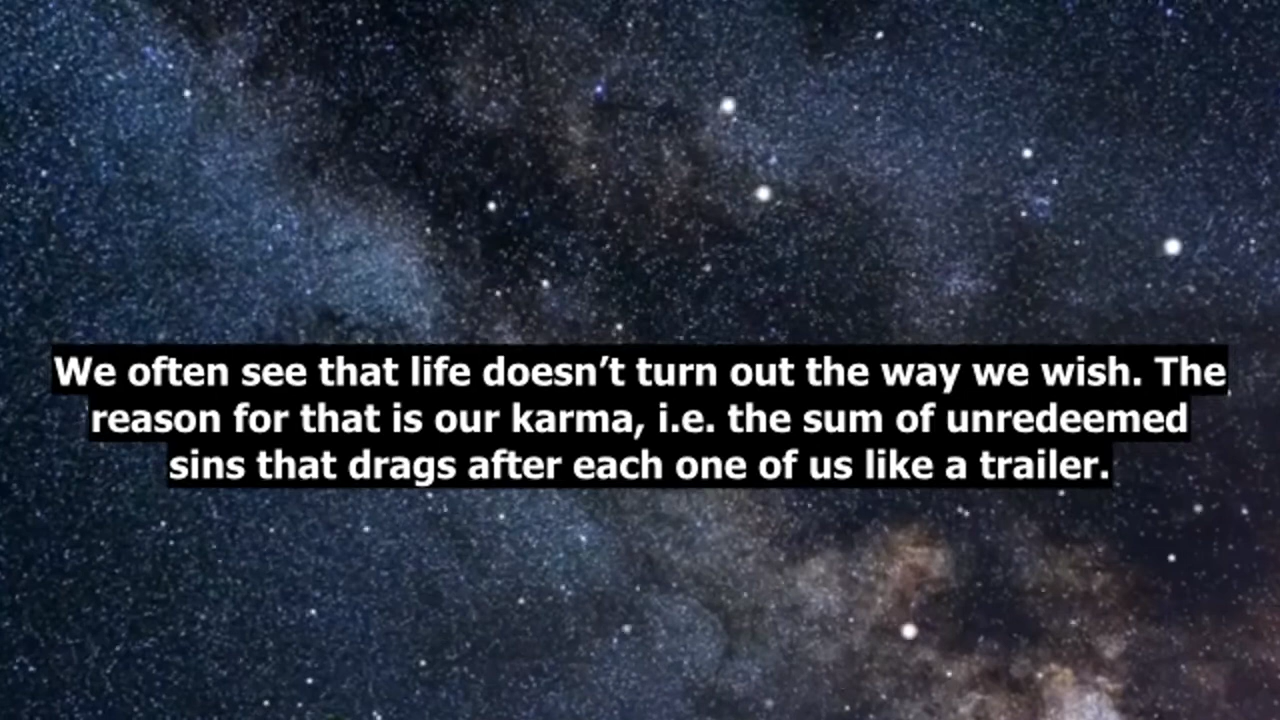 We often see that life doesn’t turn out the way we wish. The
reason for that is our karma, i.e. the sum of unredeemed
sins that drags after each one of us like a trailer.